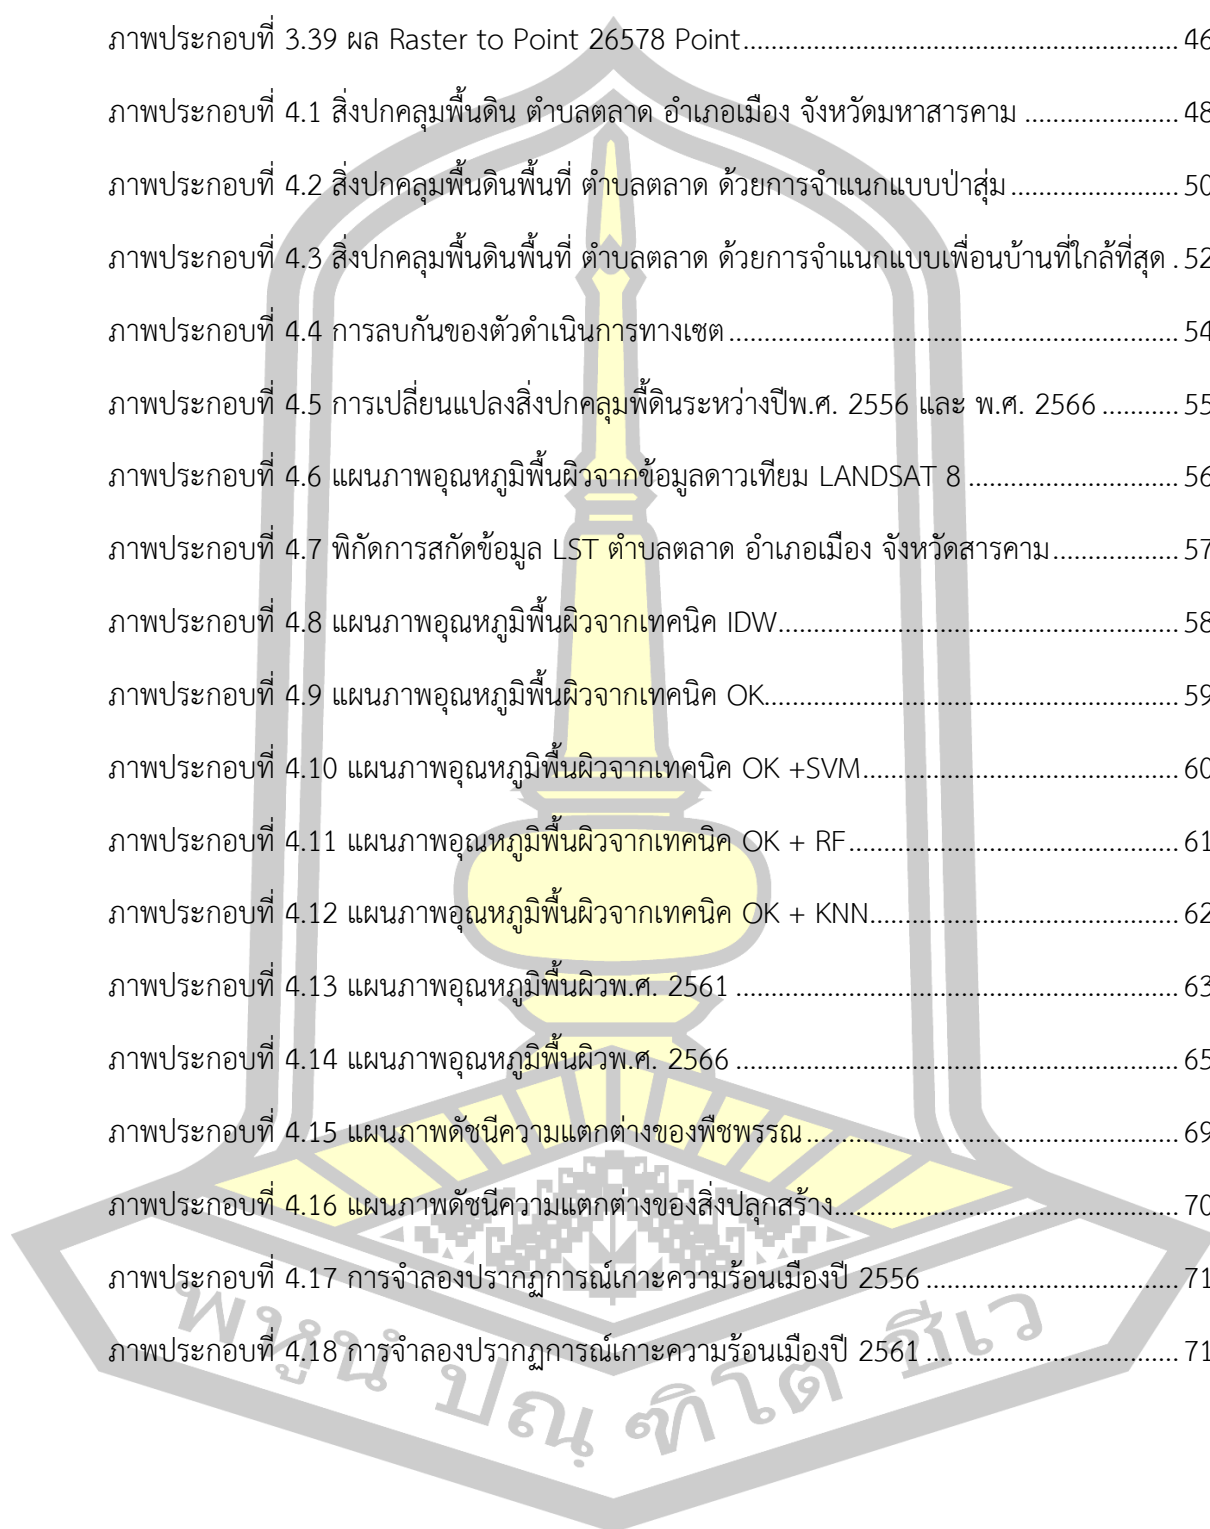 ภาพประกอบที่ 3.39 ผล Raster to Point 26578 Point.............................................................. 46
ภาพประกอบที่ 4.1 สิ่งปกคลุมพื้นดิน ตำบลตลาด อำเภอเมือง จังหวัดมหาสารคาม ...................... 48
ภาพประกอบที่ 4.2 สิ่งปกคลุมพื้นดินพื้นที่ ตำบลตลาด ด้วยการจำแนกแบบป่าสุ่ม........................ 50
ภาพประกอบที่ 4.3 สิ่งปกคลุมพื้นดินพื้นที่ ตำบลตลาด ด้วยการจำแนกแบบเพื่อนบ้านที่ใกล้ที่สุด . 52
ภาพประกอบที่ 4.4 การลบกันของตัวดำเนินการทางเซต................................................................ 54
ภาพประกอบที่ 4.5 การเปลี่ยนแปลงสิ่งปกคลุมพื้ดินระหว่างปีพ.ศ. 2556 และ พ.ศ. 2566 ........... 55
ภาพประกอบที่ 4.6 แผนภาพอุณหภูมิพื้นผิวจากข้อมูลดาวเทียม LANDSAT 8 .............................. 56
ภาพประกอบที่ 4.7 พิกัดการสกัดข้อมูล LST ตำบลตลาด อำเภอเมือง จังหวัดสารคาม.................. 57
ภาพประกอบที่ 4.8 แผนภาพอุณหภูมิพื้นผิวจากเทคนิค IDW......................................................... 58
ภาพประกอบที่ 4.9 แผนภาพอุณหภูมิพื้นผิวจากเทคนิค OK........................................................... 59
ภาพประกอบที่ 4.10 แผนภาพอุณหภูมิพื้นผิวจากเทคนิค OK +SVM............................................. 60
ภาพประกอบที่ 4.11 แผนภาพอุณหภูมิพื้นผิวจากเทคนิค OK + RF............................................... 61
ภาพประกอบที่ 4.12 แผนภาพอุณหภูมิพื้นผิวจากเทคนิค OK + KNN............................................ 62
ภาพประกอบที่ 4.13 แผนภาพอุณหภูมิพื้นผิวพ.ศ. 2561 ............................................................... 63
ภาพประกอบที่ 4.14 แผนภาพอุณหภูมิพื้นผิวพ.ศ. 2566 ............................................................... 65
ภาพประกอบที่ 4.15 แผนภาพดัชนีความแตกต่างของพืชพรรณ..................................................... 69
ภาพประกอบที่ 4.16 แผนภาพดัชนีความแตกต่างของสิ่งปลุกสร้าง................................................. 70
ภาพประกอบที่ 4.17 การจำลองปรากฏการณ์เกาะความร้อนเมืองปี 2556 .................................... 71
ภาพประกอบที่ 4.18 การจำลองปรากฏการณ์เกาะความร้อนเมืองปี 2561 .................................... 71
พหูนํ ปณฺฑิโต ชีเว